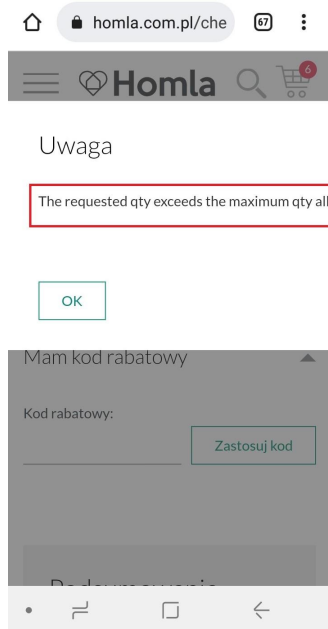 homla.com.pl/che
67
Homla
6
Uwaga
The requested qty exceeds the maximum qty all
OK
Mam kod rabatowy
Kod rabatowy:
Zastosuj kod
Podsumowanie